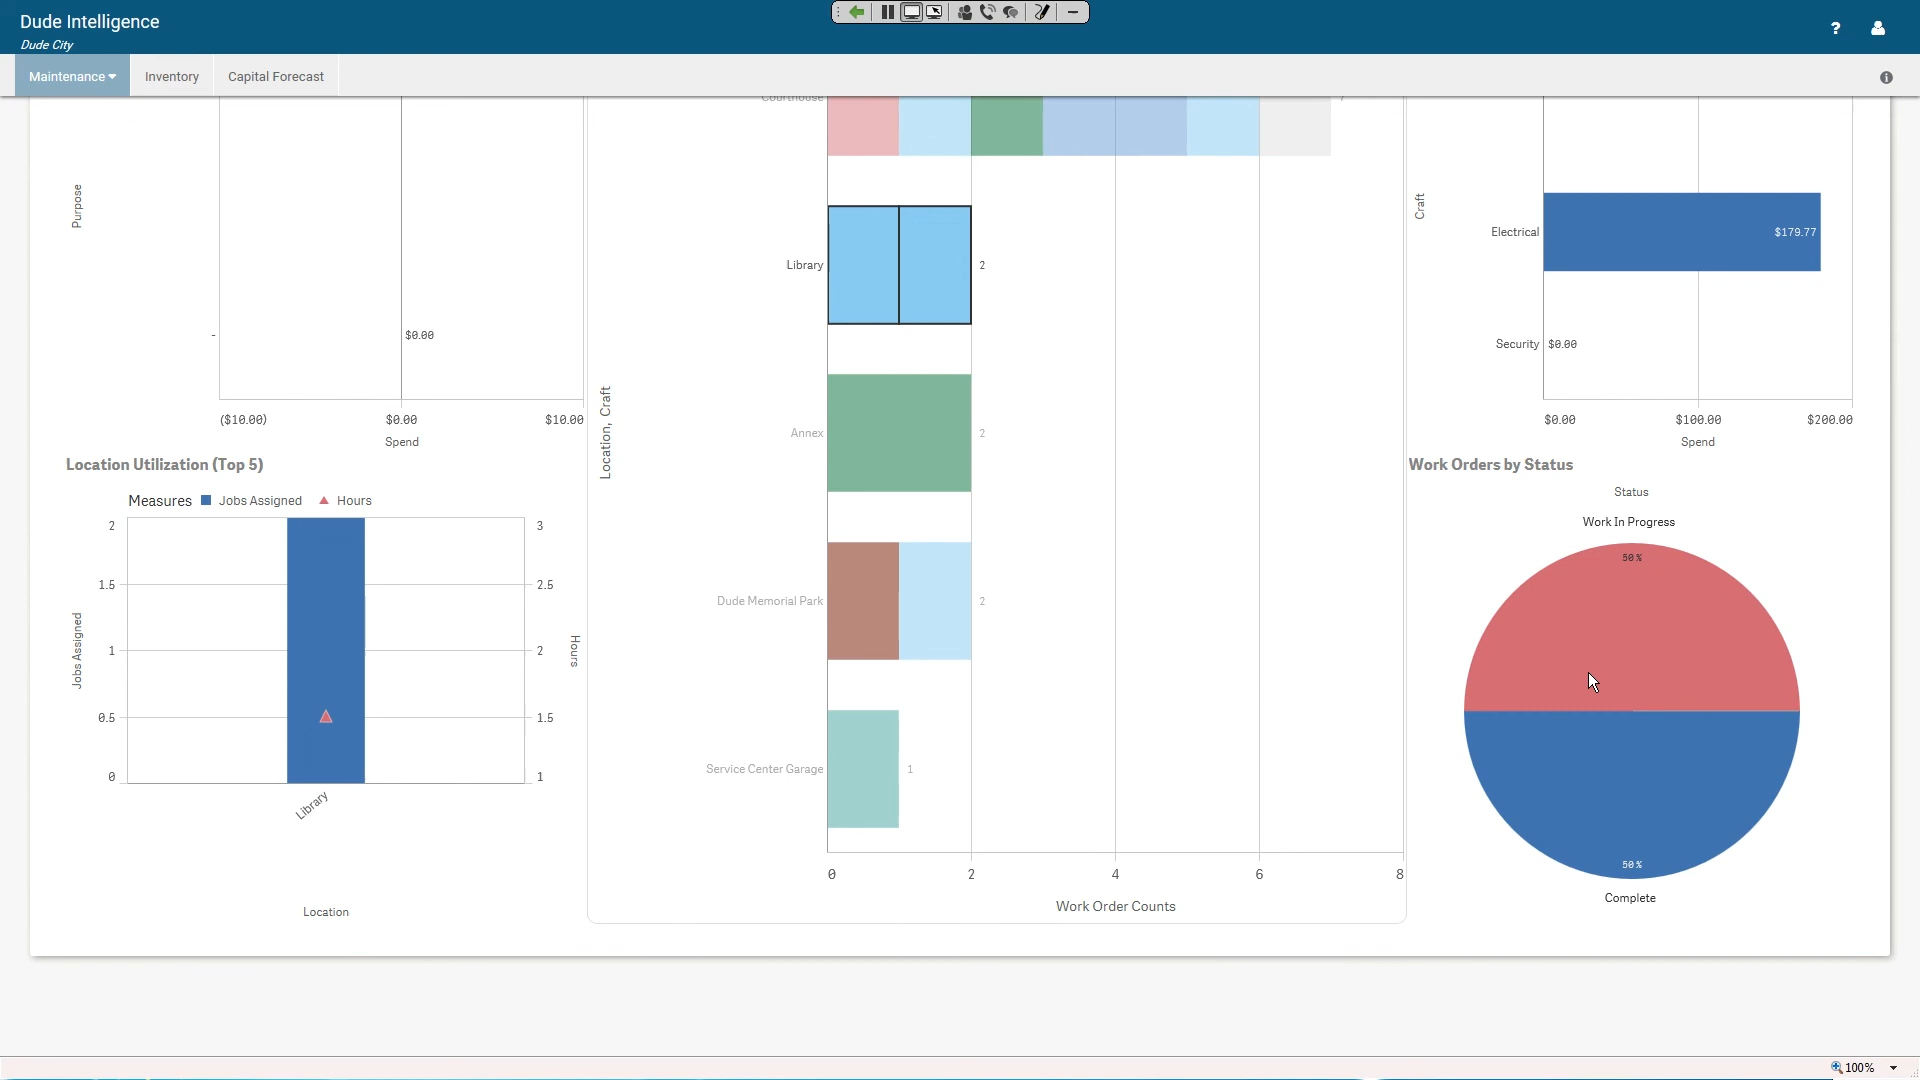 Dude Intelligence
Dude City
?
Maintenance
Inventory
Capital Forecast
Purpose
-
$0.00
($10.00)
$0.00
$10.00
Spend
Location Utilization (Top 5)
Measures
Jobs Assigned
Hours
2
1.5
1
0.5
0
3
2.5
2
1.5
1
Jobs Assigned
Hours
Library
Location
Location, Craft
Courthouse
Library
2
Annex
2
Dude Memorial Park
2
Service Center Garage
1
0
2
4
6
8
Work Order Counts
Craft
Electrical
$179.77
Security
$0.00
$0.00
$100.00
$200.00
Spend
Work Orders by Status
Status
Work In Progress
50%
50%
Complete
100%